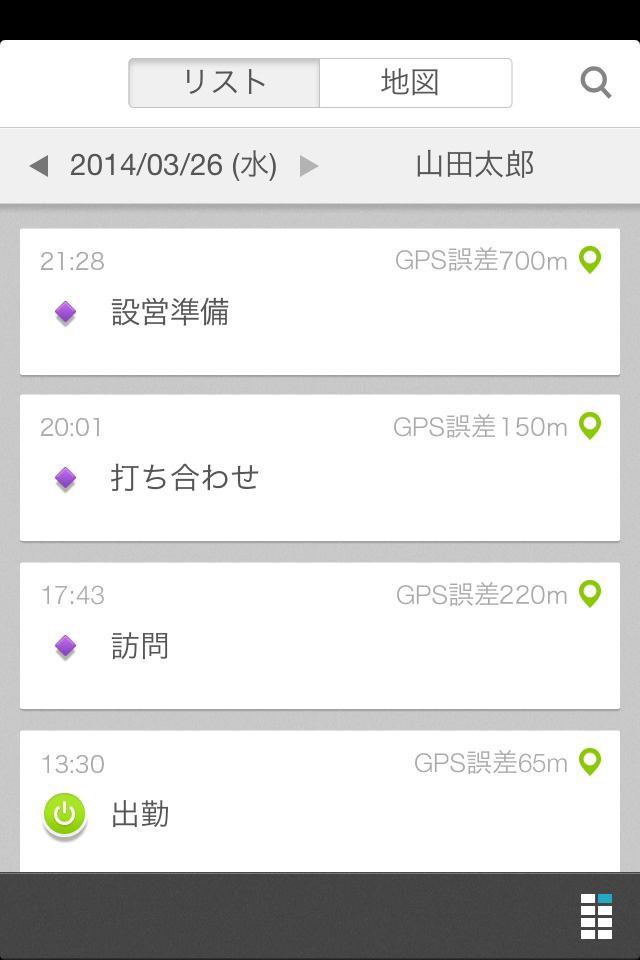 リスト 地図
2014/03/26 (水) 山田太郎
21:28 GPS誤差700m
設営準備
20:01 GPS誤差150m
打ち合わせ
17:43 GPS誤差220m
訪問
13:30 GPS誤差65m
出勤